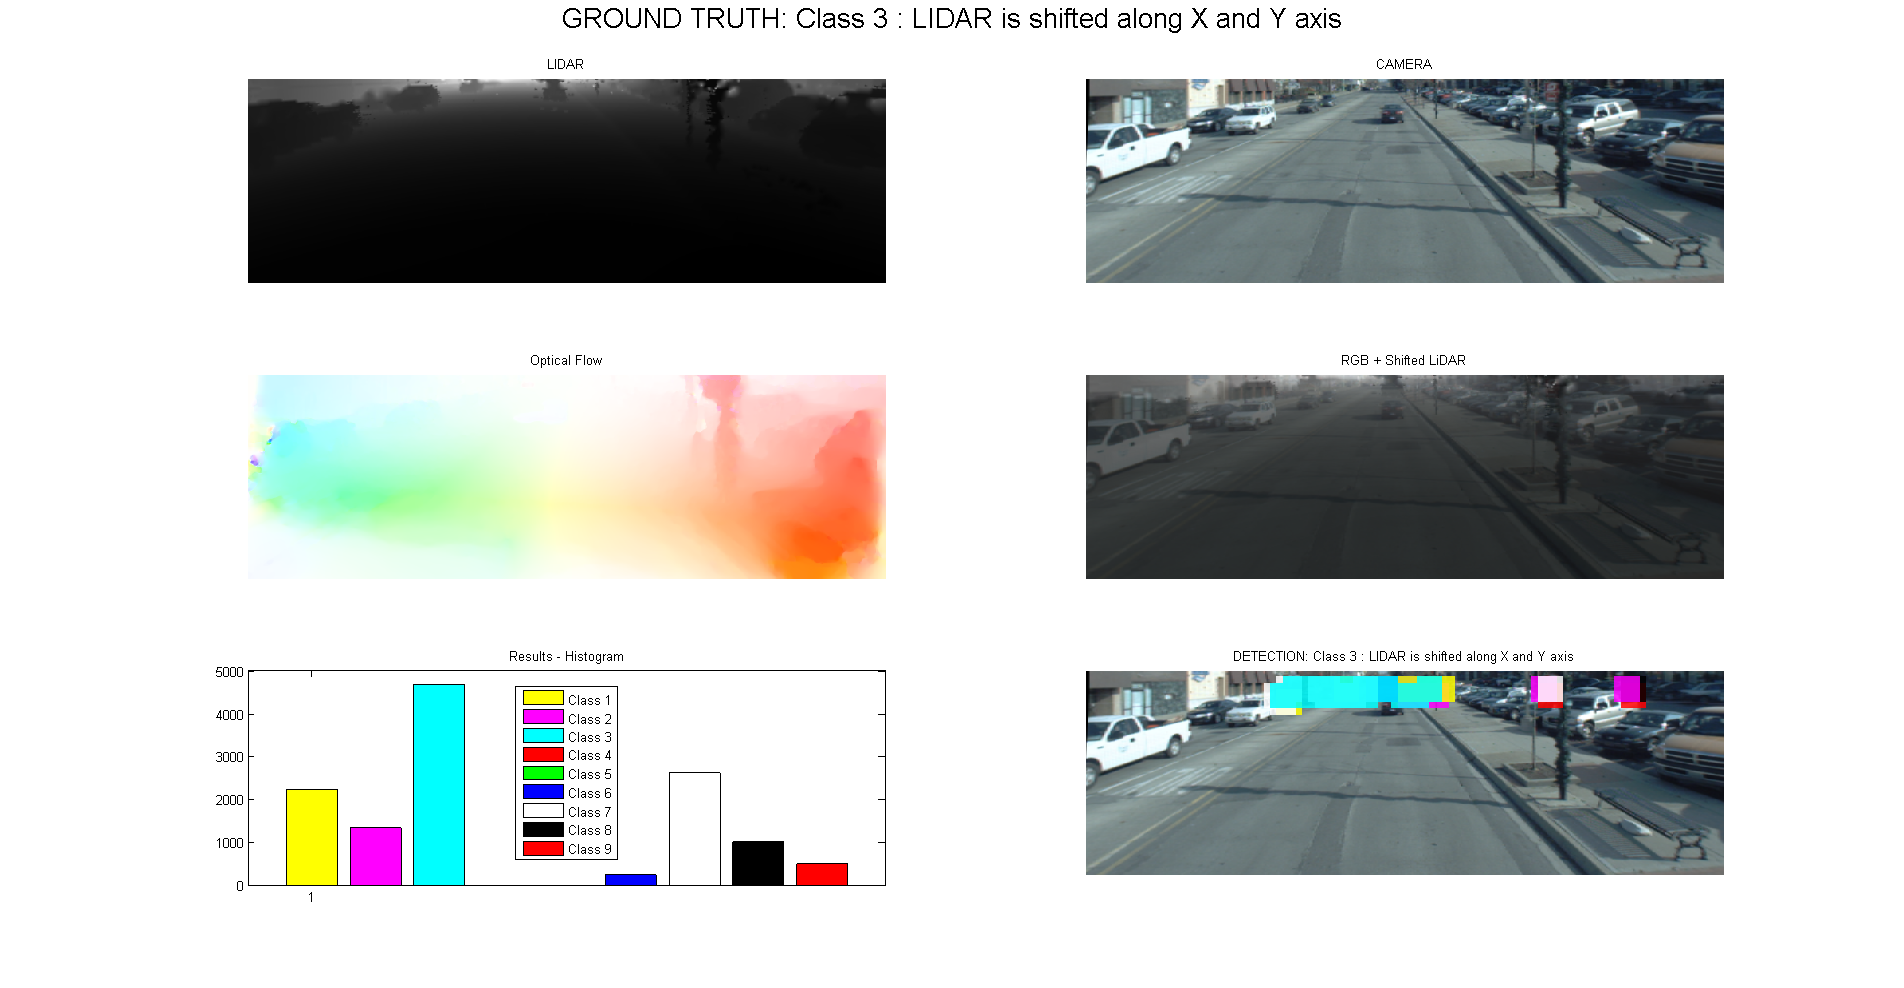 GROUND TRUTH: Class 3 : LIDAR is shifted along X and Y axis
LIDAR
CAMERA
Optical Flow
RGB + Shifted LiDAR
Results - Histogram
5000
4000
3000
2000
1000
0
1
Class 1
Class 2
Class 3
Class 4
Class 5
Class 6
Class 7
Class 8
Class 9
DETECTION: Class 3 : LIDAR is shifted along X and Y axis